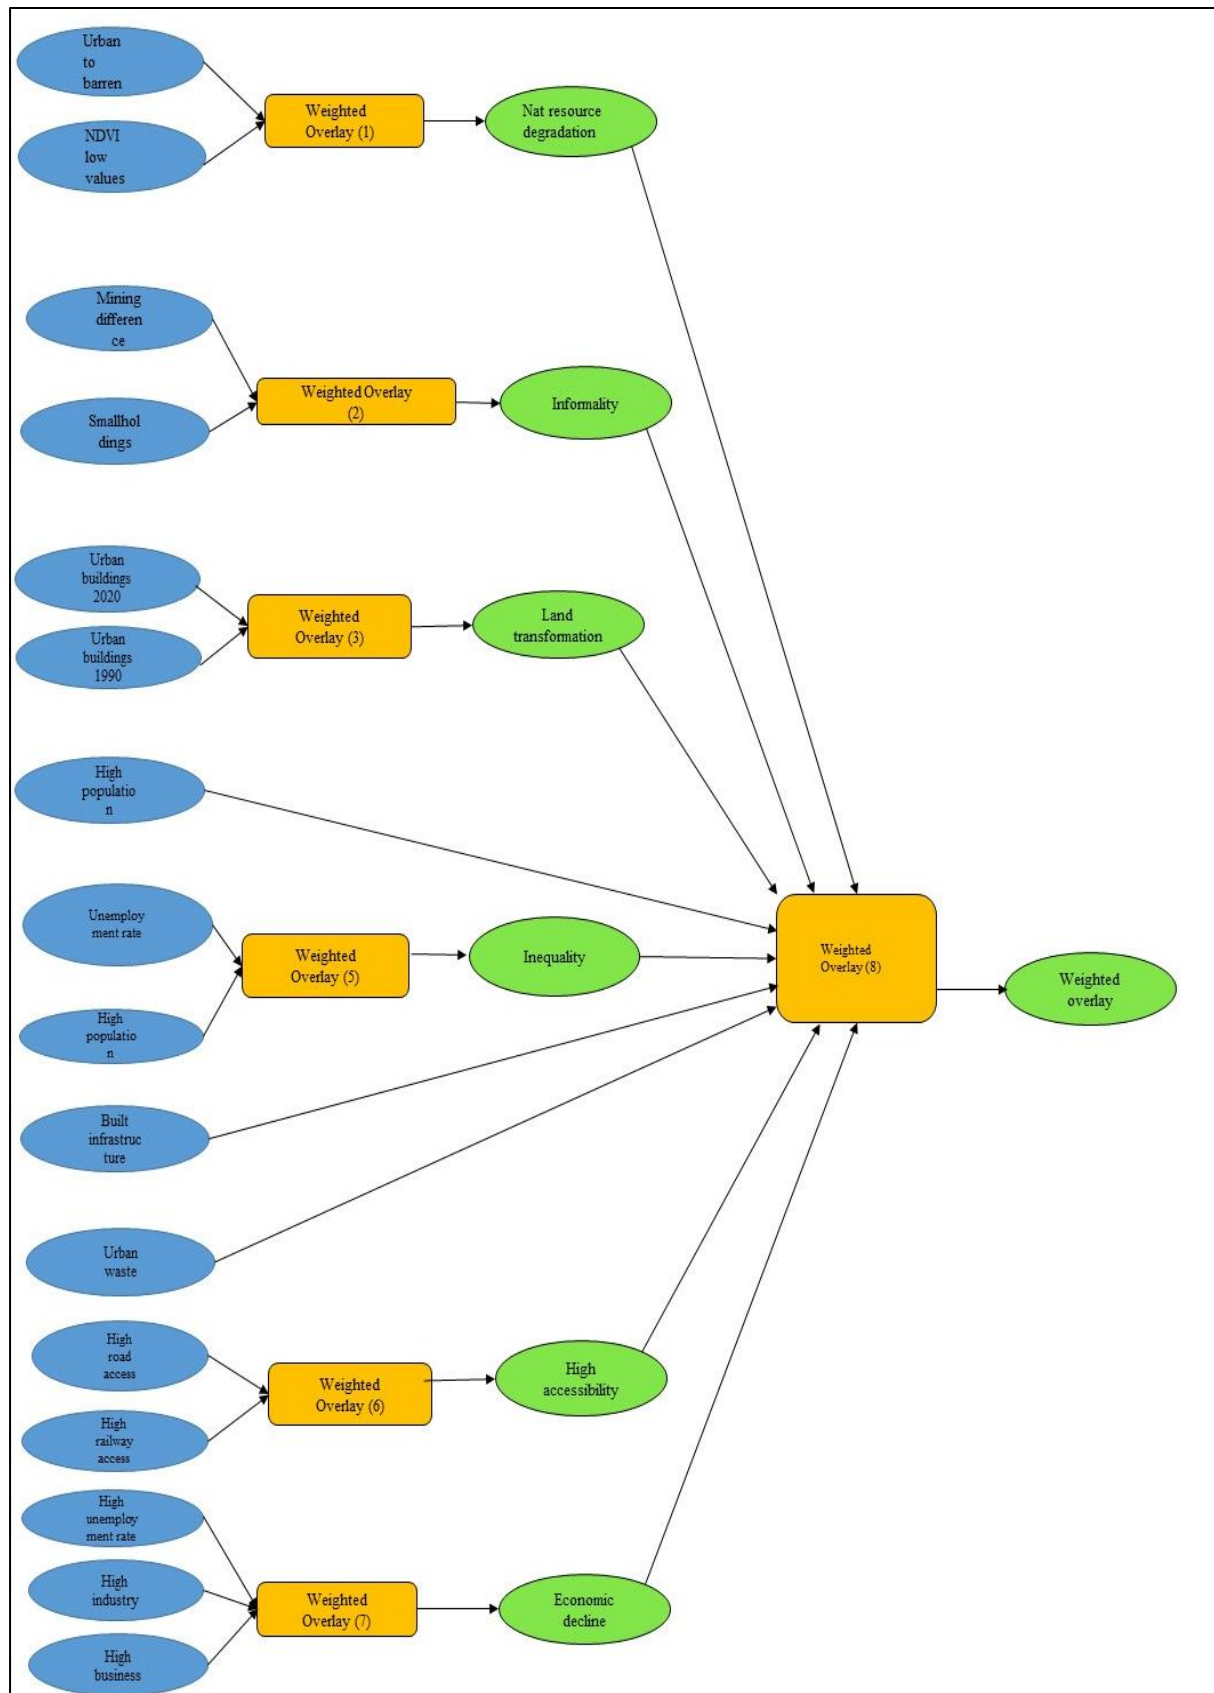 Urban
to
barren
NDVI
low
values
Weighted
Overlay (1)
Nat resource
degradation
Mining
differen
ce
Smallhol
dings
Weighted Overlay
(2)
Informality
Urban
buildings
2020
Urban
buildings
1990
Weighted
Overlay (3)
Land
transformation
High
populatio
n
Unemploy
ment rate
High
populatio
n
Weighted
Overlay (5)
Inequality
Built
infrastruc
ture
Urban
waste
High
road
access
High
railway
access
Weighted
Overlay (6)
High
accessibility
High
unemploy
ment rate
High
industry
High
business
Weighted
Overlay (7)
Economic
decline
Weighted
Overlay (8)
Weighted
overlay